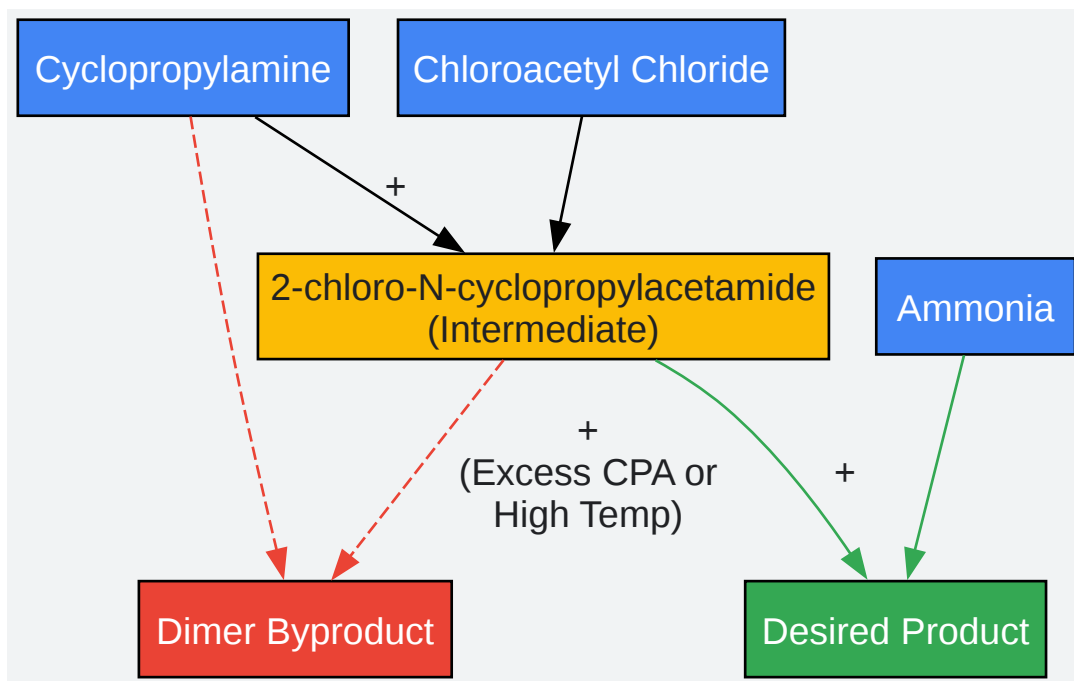 Cyclopropylamine
Chloroacetyl Chloride
+
2-chloro-N-cyclopropylacetamide
(Intermediate)
Ammonia
+
(Excess CPA or
High Temp)
+
Dimer Byproduct
Desired Product